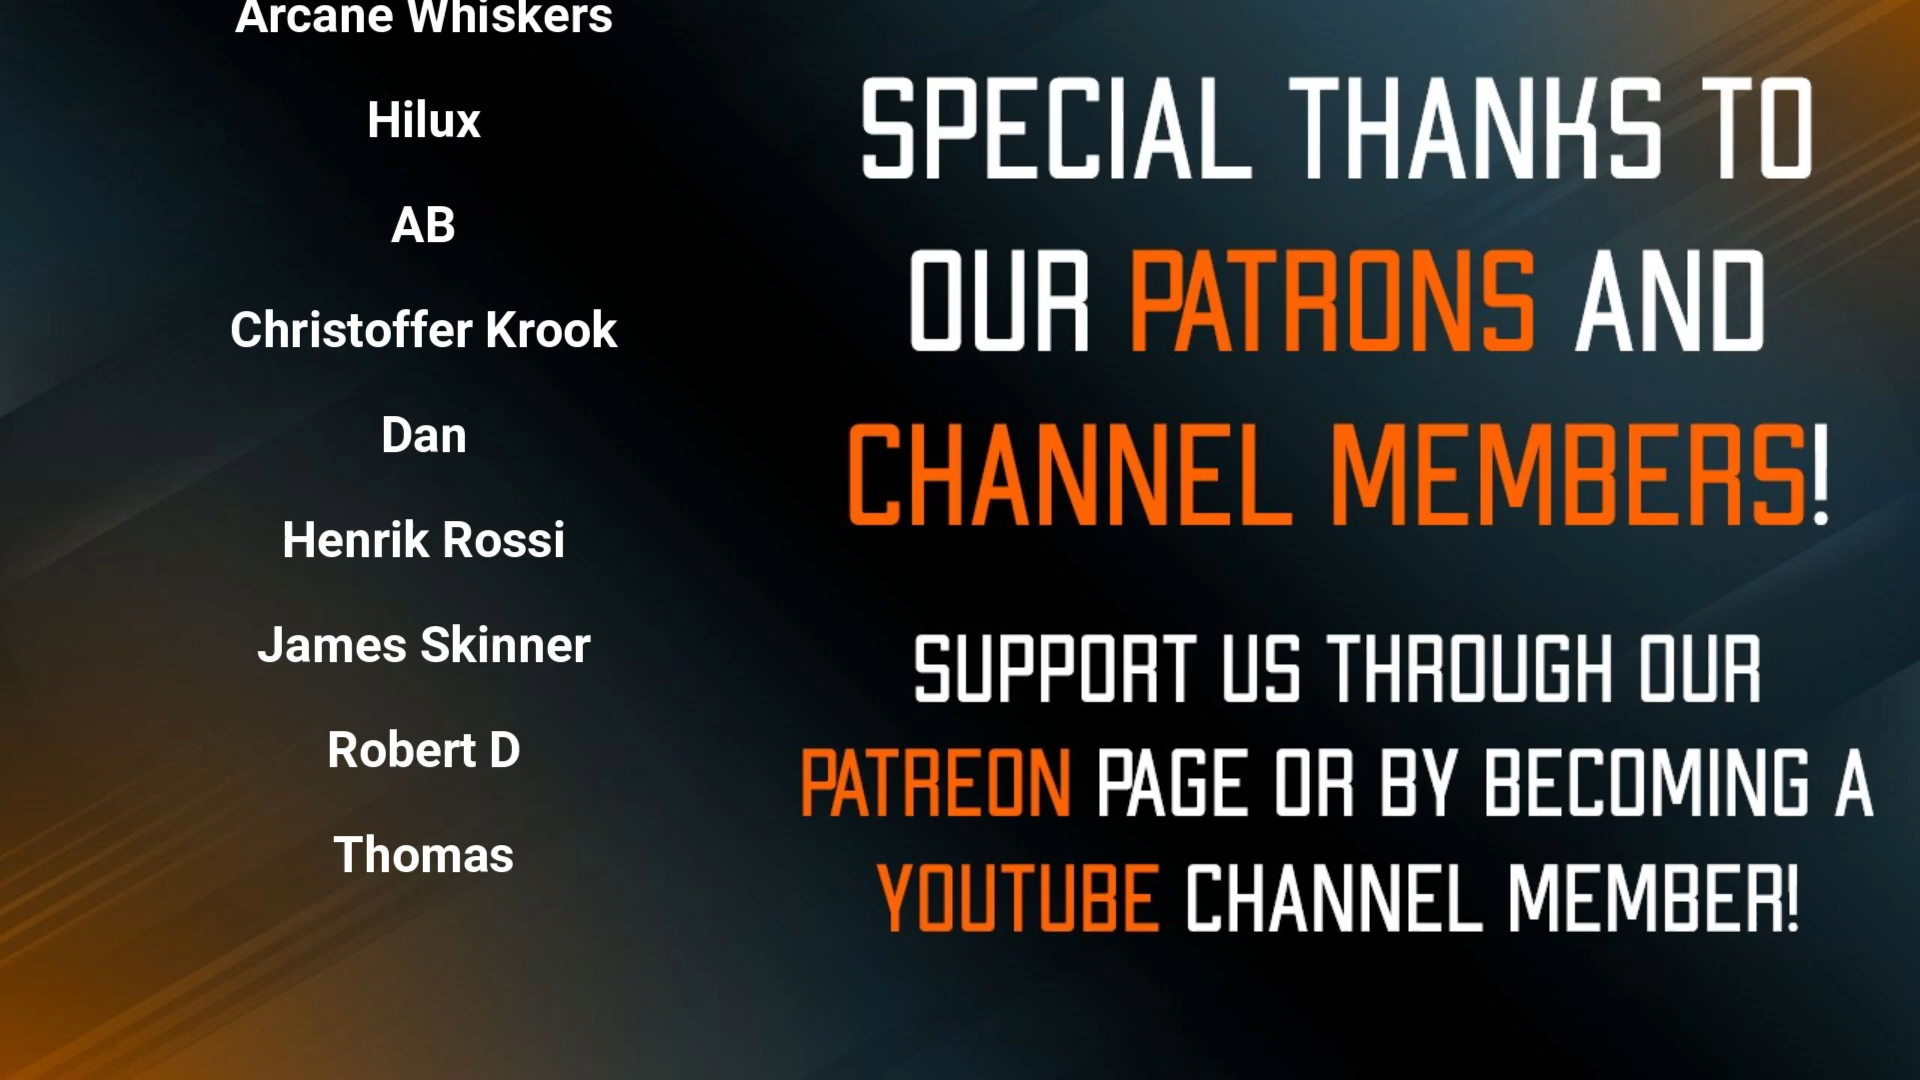 Arcane Whiskers
Hilux
AB
Christoffer Krook
Dan
Henrik Rossi
James Skinner
Robert D
Thomas
SPECIAL THANKS TO
OUR PATRONS AND
CHANNEL MEMBERS!
SUPPORT US THROUGH OUR
PATREON PAGE OR BY BECOMING A
YOUTUBE CHANNEL MEMBER!